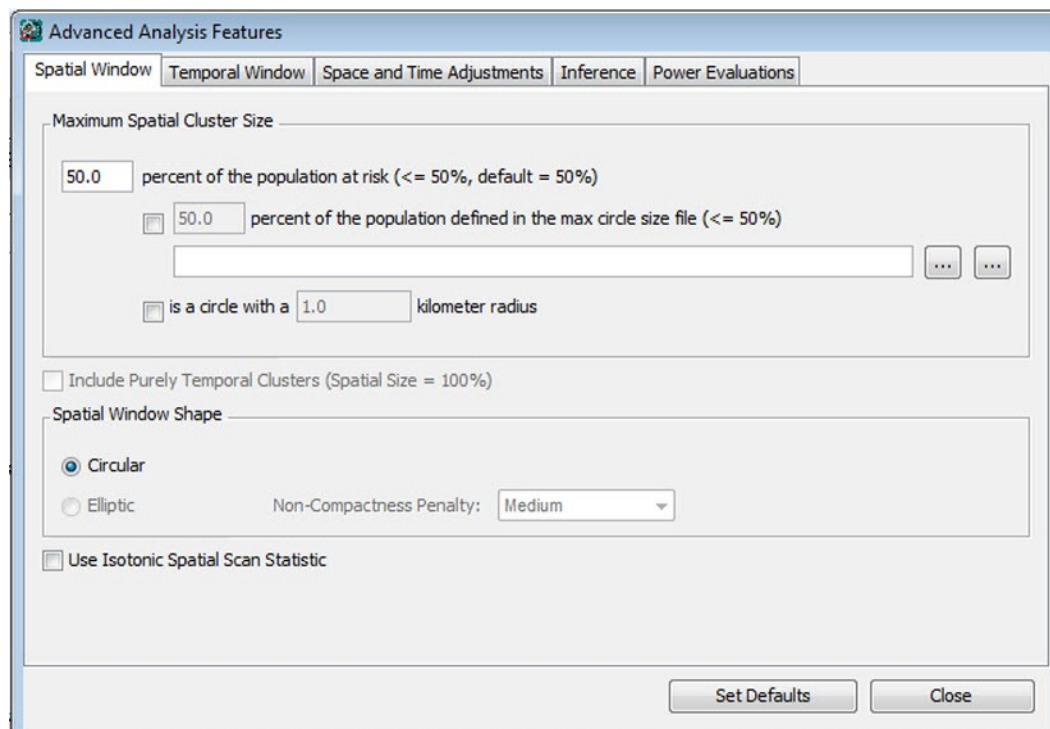 Advanced Analysis Features
Spatial Window Temporal Window Space and Time Adjustments Inference Power Evaluations
Maximum Spatial Cluster Size
50.0 percent of the population at risk (<= 50%, default = 50%)
50.0 percent of the population defined in the max circle size file (<= 50%)
... ...
is a circle with a 1.0 kilometer radius
Include Purely Temporal Clusters (Spatial Size = 100%)
Spatial Window Shape
Circular
Elliptic Non-Compactness Penalty: Medium
Use Isotonic Spatial Scan Statistic
Set Defaults Close